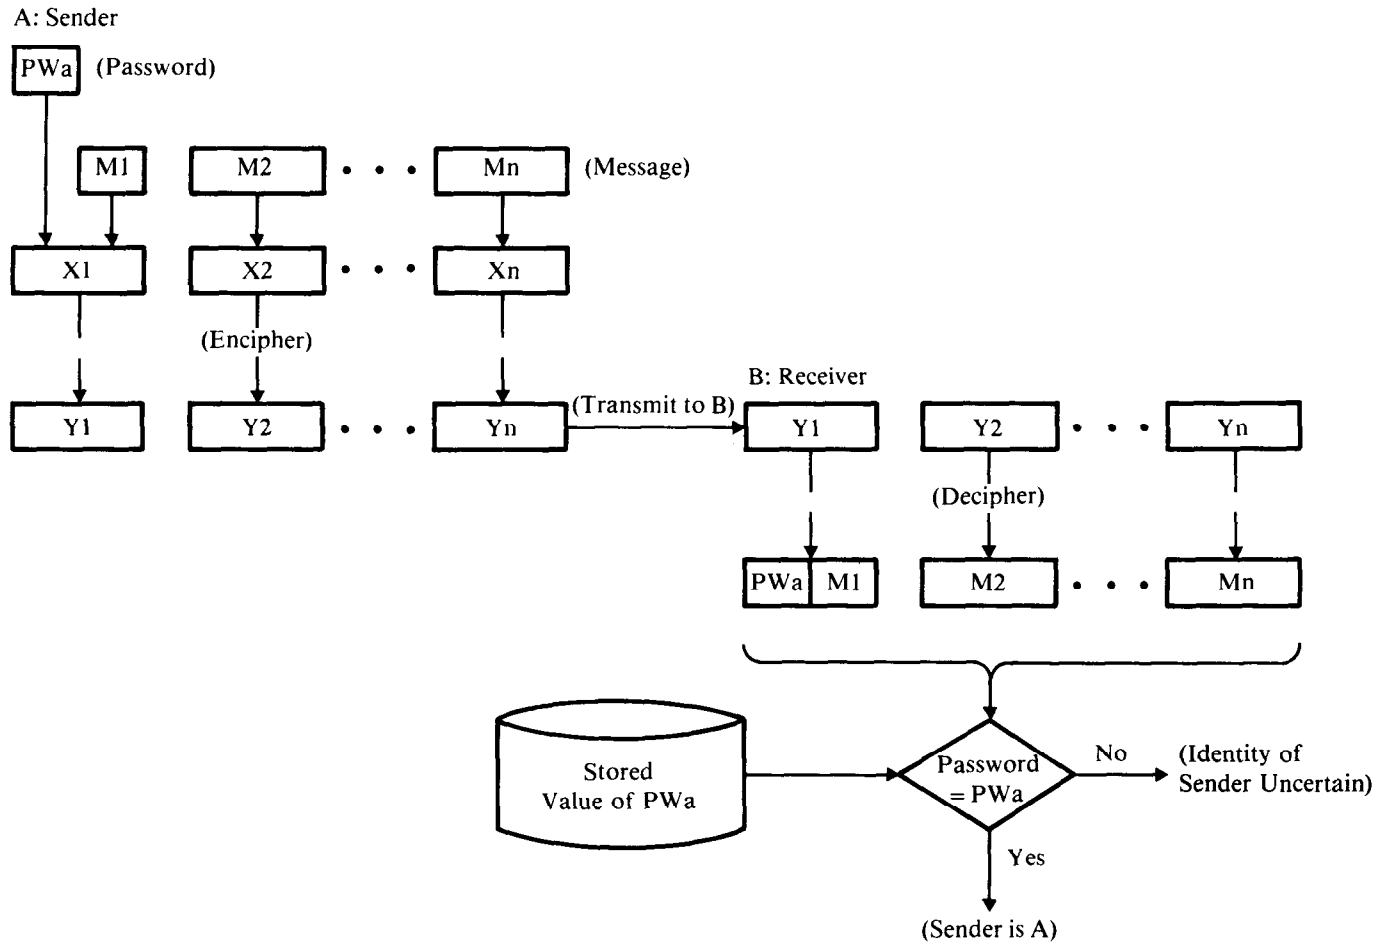 A: Sender
PWa (Password)
M1 M2 • • • Mn (Message)
X1 X2 • • • Xn
(Encipher)
Y1 Y2 • • • Yn
(Transmit to B)
B: Receiver
Y1 Y2 • • • Yn
(Decipher)
PWa M1 M2 • • • Mn
Stored
Value of PWa
Password
= PWa
No
(Identity of
Sender Uncertain)
Yes
(Sender is A)